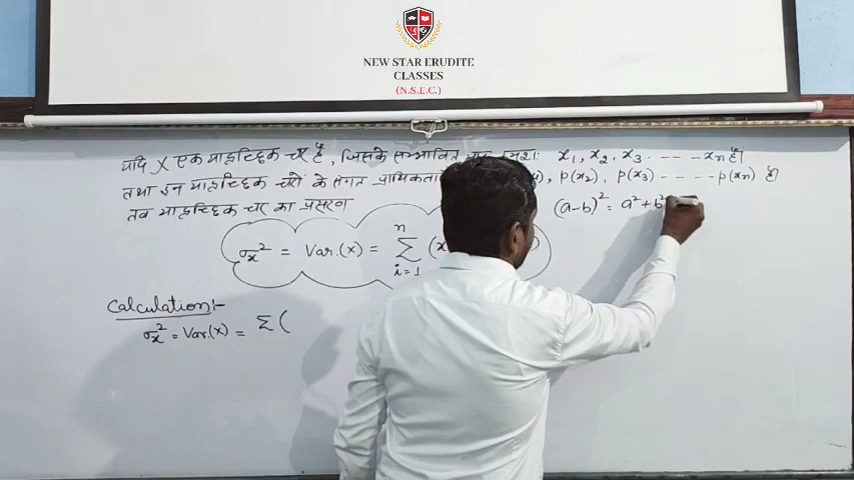 NEW STAR ERUDITE
CLASSES
(N.S.E.C.)
यदि X एक यादृच्छिक चर है, जिसके सम्भावित x₁, x₂, x₃ - - - - xn है।
तथा इन यादृच्छिक चरों के संगत प्रायिकता p(x₂), p(x₃) - - - - p(xn) है।
तब यादृच्छिक चर का प्रसरण
(a-b)² = a² + b²
σx² = Var.(x) = Σ (x
n
i=1
Calculation:-
σx² = Var.(x) = Σ (